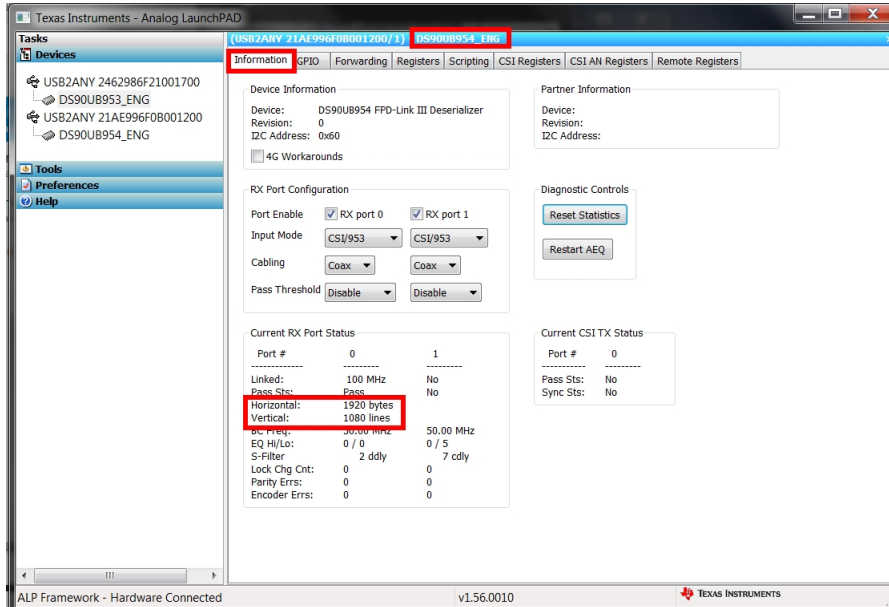 Texas Instruments - Analog LaunchPAD
Tasks
Devices
USB2ANY 2462986F21001700
DS90UB953_ENG
USB2ANY 21AE996F0B001200
DS90UB954_ENG
Tools
Preferences
Help
(USB2ANY 21AE996F0B001200/1) DS90UB954_ENG
Information GPIO Forwarding Registers Scripting CSI Registers CSI AN Registers Remote Registers
Device Information
Device: DS90UB954 FPD-Link III Deserializer
Revision: 0
I2C Address: 0x60
4G Workarounds
Partner Information
Device:
Revision:
I2C Address:
RX Port Configuration
Port Enable RX port 0 RX port 1
Input Mode CSI/953 CSI/953
Cabling Coax Coax
Pass Threshold Disable Disable
Diagnostic Controls
Reset Statistics
Restart AEQ
Current RX Port Status
Port # 0 1
------------- --------- ---------
Linked: 100 MHz No
Pass Sts: Pass No
Horizontal: 1920 bytes
Vertical: 1080 lines
BC Freq: 50.00 MHz 50.00 MHz
EQ Hi/Lo: 0 / 0 0 / 5
S-Filter 2 ddly 7 cdly
Lock Chg Cnt: 0 0
Parity Errs: 0 0
Encoder Errs: 0 0
Current CSI TX Status
Port # 0
----------- ---------
Pass Sts: No
Sync Sts: No
ALP Framework - Hardware Connected
v1.56.0010
TEXAS INSTRUMENTS